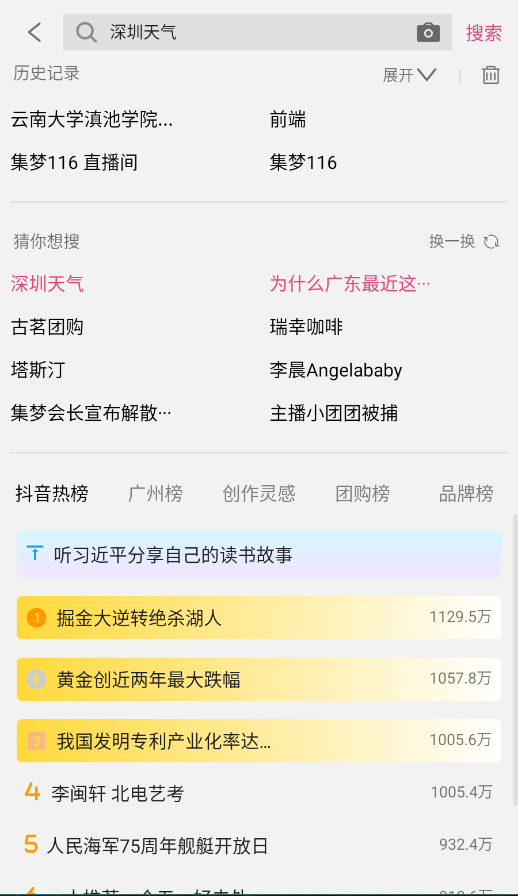 深圳天气 搜索
历史记录 展开
云南大学滇池学院... 前端
集梦116 直播间 集梦116
猜你想搜 换一换
深圳天气 为什么广东最近这···
古茗团购 瑞幸咖啡
塔斯汀 李晨Angelababy
集梦会长宣布解散··· 主播小团团被捕
抖音热榜 广州榜 创作灵感 团购榜 品牌榜
听习近平分享自己的读书故事
1 掘金大逆转绝杀湖人 1129.5万
2 黄金创近两年最大跌幅 1057.8万
3 我国发明专利产业化率达... 1005.6万
4 李闽轩 北电艺考 1005.4万
5 人民海军75周年舰艇开放日 932.4万